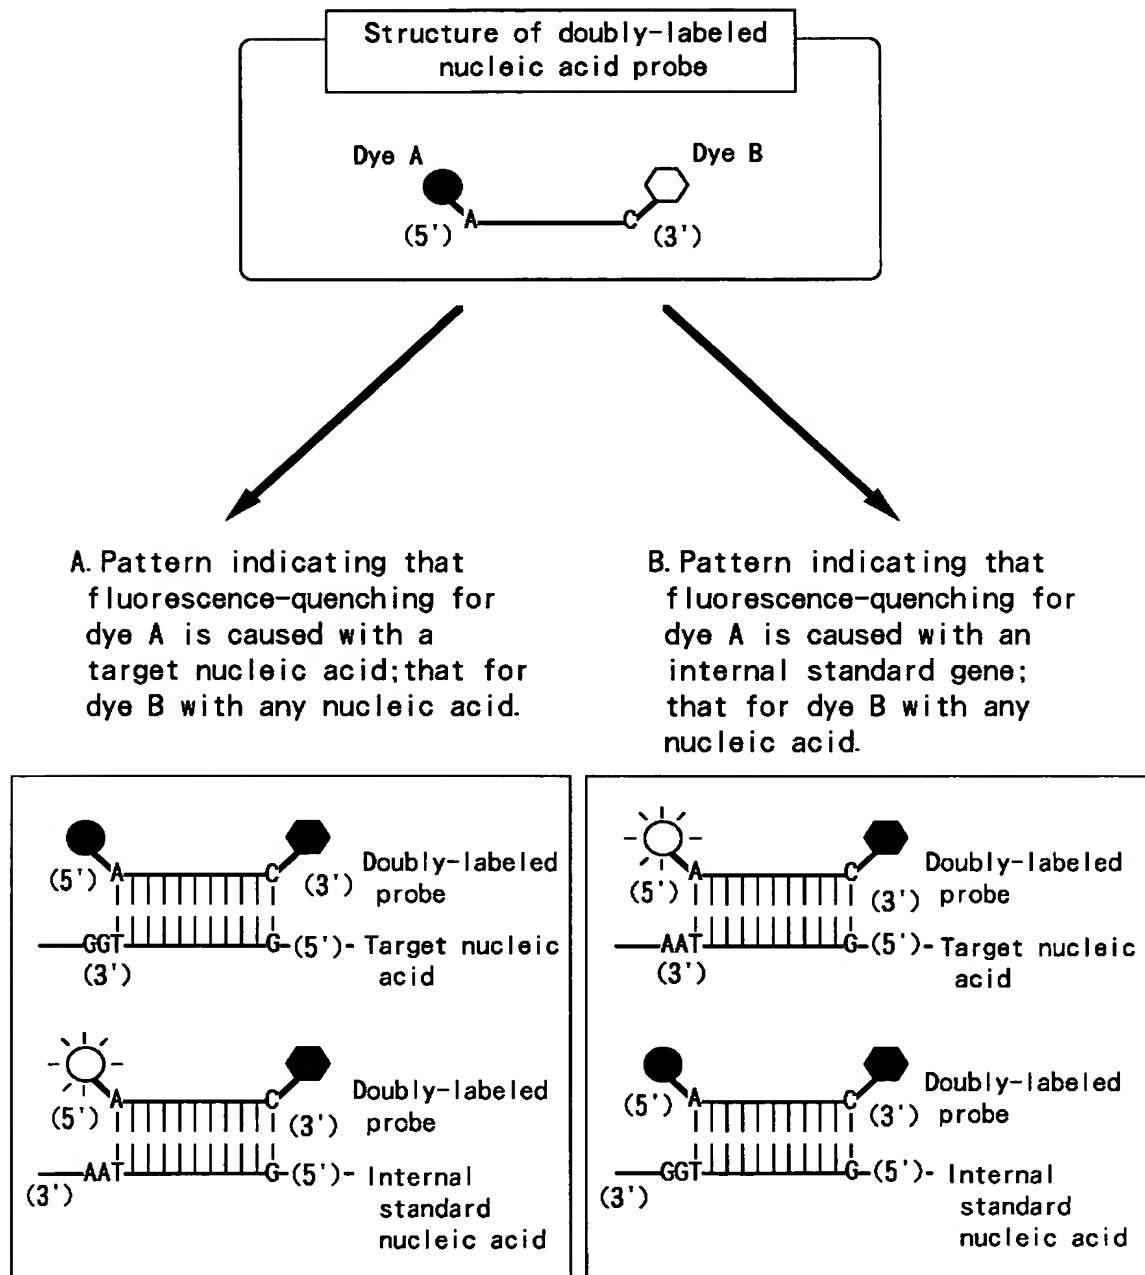 Structure of doubly-labeled
nucleic acid probe
Dye A
Dye B
A
C
(5')
(3')
A. Pattern indicating that
fluorescence-quenching for
dye A is caused with a
target nucleic acid; that for
dye B with any nucleic acid.
B. Pattern indicating that
fluorescence-quenching for
dye A is caused with an
internal standard gene;
that for dye B with any
nucleic acid.
(5') A C (3') Doubly-labeled
probe
GGT G-(5')- Target nucleic
(3') acid
(5') A C (3') Doubly-labeled
probe
AAT G-(5')- Internal
(3') standard
nucleic acid
(5') A C (3') Doubly-labeled
probe
AAT G-(5')- Target nucleic
(3') acid
(5') A C (3') Doubly-labeled
probe
GGT G-(5')- Internal
(3') standard
nucleic acid